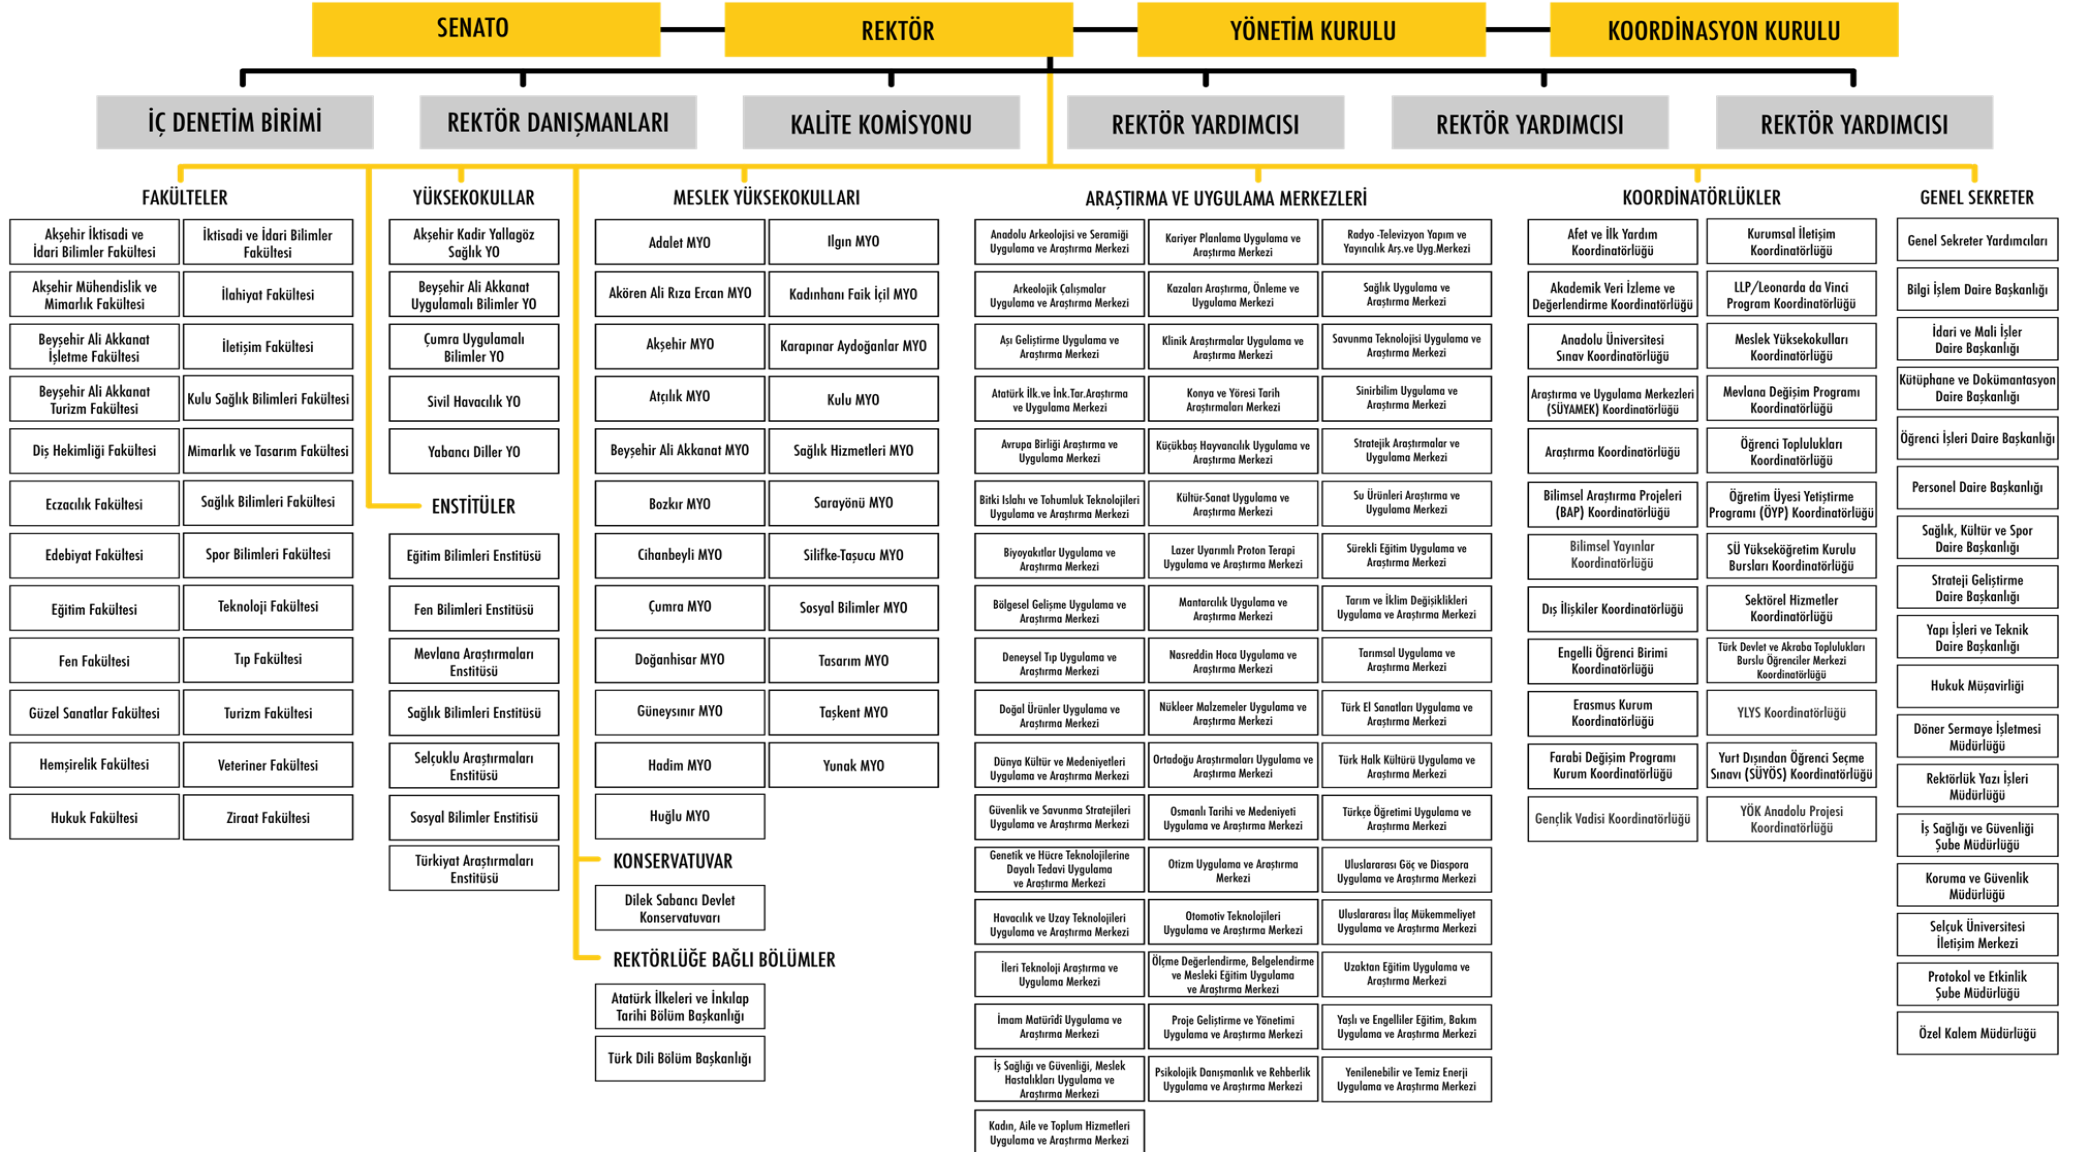 SENATO
REKTÖR
YÖNETİM KURULU
KOORDİNASYON KURULU
İÇ DENETİM BİRİMİ
REKTÖR DANIŞMANLARI
KALİTE KOMİSYONU
REKTÖR YARDIMCISI
REKTÖR YARDIMCISI
REKTÖR YARDIMCISI
FAKÜLTELER
Akşehir İktisadi ve
İdari Bilimler Fakültesi
Akşehir Mühendislik ve
Mimarlık Fakültesi
Beyşehir Ali Akkanat
İşletme Fakültesi
Beyşehir Ali Akkanat
Turizm Fakültesi
Diş Hekimliği Fakültesi
Eczacılık Fakültesi
Edebiyat Fakültesi
Eğitim Fakültesi
Fen Fakültesi
Güzel Sanatlar Fakültesi
Hemşirelik Fakültesi
Hukuk Fakültesi
İktisadi ve İdari Bilimler
Fakültesi
İlahiyat Fakültesi
İletişim Fakültesi
Kulu Sağlık Bilimleri Fakültesi
Mimarlık ve Tasarım Fakültesi
Sağlık Bilimleri Fakültesi
Spor Bilimleri Fakültesi
Teknoloji Fakültesi
Tıp Fakültesi
Turizm Fakültesi
Veteriner Fakültesi
Ziraat Fakültesi
YÜKSEKOKULLAR
Akşehir Kadir Yallagöz
Sağlık YO
Beyşehir Ali Akkanat
Uygulamalı Bilimler YO
Çumra Uygulamalı
Bilimler YO
Sivil Havacılık YO
Yabancı Diller YO
ENSTİTÜLER
Eğitim Bilimleri Enstitüsü
Fen Bilimleri Enstitüsü
Mevlana Araştırmaları
Enstitüsü
Sağlık Bilimleri Enstitüsü
Selçuklu Araştırmaları
Enstitüsü
Sosyal Bilimler Enstitisü
Türkiyat Araştırmaları
Enstitüsü
MESLEK YÜKSEKOKULLARI
Adalet MYO
Akören Ali Rıza Ercan MYO
Akşehir MYO
Atçılık MYO
Beyşehir Ali Akkanat MYO
Bozkır MYO
Cihanbeyli MYO
Çumra MYO
Doğanhisar MYO
Güneysınır MYO
Hadim MYO
Huğlu MYO
Ilgın MYO
Kadınhanı Faik İçil MYO
Karapınar Aydoğanlar MYO
Kulu MYO
Sağlık Hizmetleri MYO
Sarayönü MYO
Silifke-Taşucu MYO
Sosyal Bilimler MYO
Tasarım MYO
Taşkent MYO
Yunak MYO
KONSERVATUVAR
Dilek Sabancı Devlet
Konservatuvarı
REKTÖRLÜĞE BAĞLI BÖLÜMLER
Atatürk İlkeleri ve İnkılap
Tarihi Bölüm Başkanlığı
Türk Dili Bölüm Başkanlığı
ARAŞTIRMA VE UYGULAMA MERKEZLERİ
Anadolu Arkeolojisi ve Seramiği
Uygulama ve Araştırma Merkezi
Arkeolojik Çalışmalar
Uygulama ve Araştırma Merkezi
Aşı Geliştirme Uygulama ve
Araştırma Merkezi
Atatürk İlk.ve İnk.Tar.Araştırma
ve Uygulama Merkezi
Avrupa Birliği Araştırma ve
Uygulama Merkezi
Bitki Islahı ve Tohumluk Teknolojileri
Uygulama ve Araştırma Merkezi
Biyoyakıtlar Uygulama ve
Araştırma Merkezi
Bölgesel Gelişme Uygulama ve
Araştırma Merkezi
Deneysel Tıp Uygulama ve
Araştırma Merkezi
Doğal Ürünler Uygulama ve
Araştırma Merkezi
Dünya Kültür ve Medeniyetleri
Uygulama ve Araştırma Merkezi
Güvenlik ve Savunma Stratejileri
Uygulama ve Araştırma Merkezi
Genetik ve Hücre Teknolojilerine
Dayalı Tedavi Uygulama
ve Araştırma Merkezi
Havacılık ve Uzay Teknolojileri
Uygulama ve Araştırma Merkezi
İleri Teknoloji Araştırma ve
Uygulama Merkezi
İmam Matüridî Uygulama ve
Araştırma Merkezi
İş Sağlığı ve Güvenliği, Meslek
Hastalıkları Uygulama ve
Araştırma Merkezi
Kadın, Aile ve Toplum Hizmetleri
Uygulama ve Araştırma Merkezi
Kariyer Planlama Uygulama ve
Araştırma Merkezi
Kazaları Araştırma, Önleme ve
Uygulama Merkezi
Klinik Araştırmalar Uygulama ve
Araştırma Merkezi
Konya ve Yöresi Tarih
Araştırmaları Merkezi
Küçükbaş Hayvancılık Uygulama ve
Araştırma Merkezi
Kültür-Sanat Uygulama ve
Araştırma Merkezi
Lazer Uyarımlı Proton Terapi
Uygulama ve Araştırma Merkezi
Mantarcılık Uygulama ve
Araştırma Merkezi
Nasreddin Hoca Uygulama ve
Araştırma Merkezi
Nükleer Malzemeler Uygulama ve
Araştırma Merkezi
Ortadoğu Araştırmaları Uygulama ve
Araştırma Merkezi
Osmanlı Tarihi ve Medeniyeti
Uygulama ve Araştırma Merkezi
Otizm Uygulama ve Araştırma
Merkezi
Otomotiv Teknolojileri
Uygulama ve Araştırma Merkezi
Ölçme Değerlendirme, Belgelendirme
ve Mesleki Eğitim Uygulama
ve Araştırma Merkezi
Proje Geliştirme ve Yönetimi
Uygulama ve Araştırma Merkezi
Psikolojik Danışmanlık ve Rehberlik
Uygulama ve Araştırma Merkezi
Radyo -Televizyon Yapım ve
Yayıncılık Arş.ve Uyg.Merkezi
Sağlık Uygulama ve
Araştırma Merkezi
Savunma Teknolojisi Uygulama ve
Araştırma Merkezi
Sinirbilim Uygulama ve
Araştırma Merkezi
Stratejik Araştırmalar ve
Uygulama Merkezi
Su Ürünleri Araştırma ve
Uygulama Merkezi
Sürekli Eğitim Uygulama ve
Araştırma Merkezi
Tarım ve İklim Değişiklikleri
Uygulama ve Araştırma Merkezi
Tarımsal Uygulama ve
Araştırma Merkezi
Türk El Sanatları Uygulama ve
Araştırma Merkezi
Türk Halk Kültürü Uygulama ve
Araştırma Merkezi
Türkçe Öğretimi Uygulama ve
Araştırma Merkezi
Uluslararası Göç ve Diaspora
Uygulama ve Araştırma Merkezi
Uluslararası İlaç Mükemmeliyet
Uygulama ve Araştırma Merkezi
Uzaktan Eğitim Uygulama ve
Araştırma Merkezi
Yaşlı ve Engelliler Eğitim, Bakım
Uygulama ve Araştırma Merkezi
Yenilenebilir ve Temiz Enerji
Uygulama ve Araştırma Merkezi
KOORDİNATÖRLÜKLER
Afet ve İlk Yardım
Koordinatörlüğü
Akademik Veri İzleme ve
Değerlendirme Koordinatörlüğü
Anadolu Üniversitesi
Sınav Koordinatörlüğü
Araştırma ve Uygulama Merkezleri
(SÜYAMEK) Koordinatörlüğü
Araştırma Koordinatörlüğü
Bilimsel Araştırma Projeleri
(BAP) Koordinatörlüğü
Bilimsel Yayınlar
Koordinatörlüğü
Dış İlişkiler Koordinatörlüğü
Engelli Öğrenci Birimi
Koordinatörlüğü
Erasmus Kurum
Koordinatörlüğü
Farabi Değişim Programı
Kurum Koordinatörlüğü
Gençlik Vadisi Koordinatörlüğü
Kurumsal İletişim
Koordinatörlüğü
LLP/Leonarda da Vinci
Program Koordinatörlüğü
Meslek Yüksekokulları
Koordinatörlüğü
Mevlana Değişim Programı
Koordinatörlüğü
Öğrenci Toplulukları
Koordinatörlüğü
Öğretim Üyesi Yetiştirme
Programı (ÖYP) Koordinatörlüğü
SÜ Yükseköğretim Kurulu
Bursları Koordinatörlüğü
Sektörel Hizmetler
Koordinatörlüğü
Türk Devlet ve Akraba Toplulukları
Burslu Öğrenciler Merkezi
Koordinatörlüğü
YLYS Koordinatörlüğü
Yurt Dışından Öğrenci Seçme
Sınavı (SÜYÖS) Koordinatörlüğü
YÖK Anadolu Projesi
Koordinatörlüğü
GENEL SEKRETER
Genel Sekreter Yardımcıları
Bilgi İşlem Daire Başkanlığı
İdari ve Mali İşler
Daire Başkanlığı
Kütüphane ve Dokümantasyon
Daire Başkanlığı
Öğrenci İşleri Daire Başkanlığı
Personel Daire Başkanlığı
Sağlık, Kültür ve Spor
Daire Başkanlığı
Strateji Geliştirme
Daire Başkanlığı
Yapı İşleri ve Teknik
Daire Başkanlığı
Hukuk Müşavirliği
Döner Sermaye İşletmesi
Müdürlüğü
Rektörlük Yazı İşleri
Müdürlüğü
İş Sağlığı ve Güvenliği
Şube Müdürlüğü
Koruma ve Güvenlik
Müdürlüğü
Selçuk Üniversitesi
İletişim Merkezi
Protokol ve Etkinlik
Şube Müdürlüğü
Özel Kalem Müdürlüğü